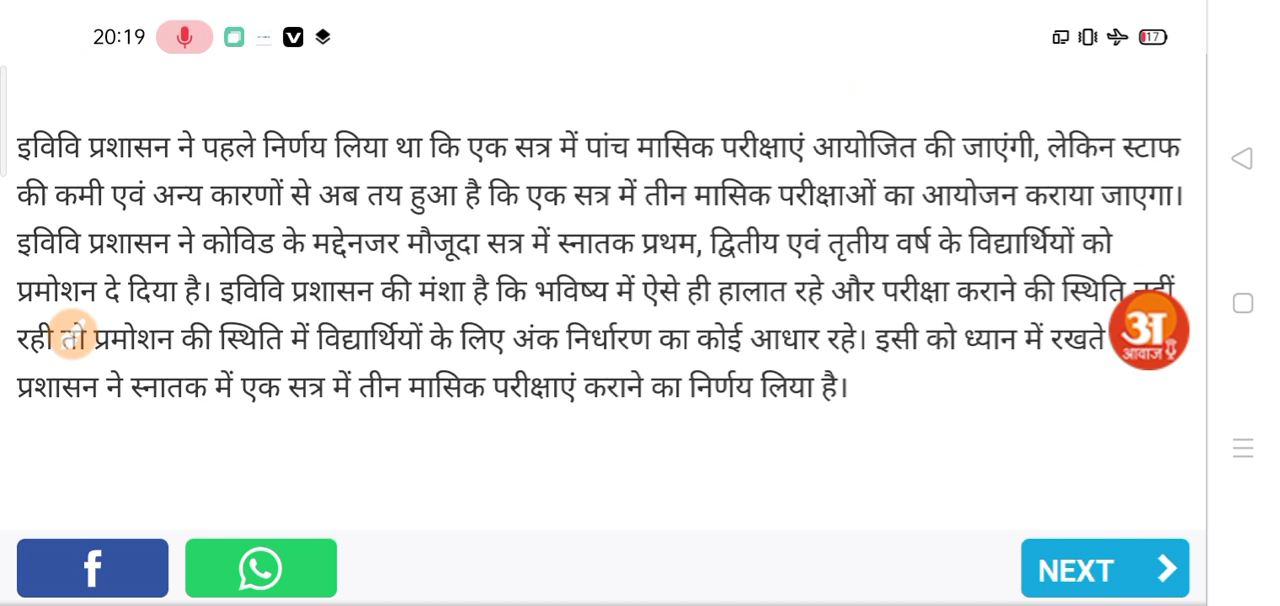 20:19
17
इविवि प्रशासन ने पहले निर्णय लिया था कि एक सत्र में पांच मासिक परीक्षाएं आयोजित की जाएंगी, लेकिन स्टाफ
की कमी एवं अन्य कारणों से अब तय हुआ है कि एक सत्र में तीन मासिक परीक्षाओं का आयोजन कराया जाएगा।
इविवि प्रशासन ने कोविड के मद्देनजर मौजूदा सत्र में स्नातक प्रथम, द्वितीय एवं तृतीय वर्ष के विद्यार्थियों को
प्रमोशन दे दिया है। इविवि प्रशासन की मंशा है कि भविष्य में ऐसे ही हालात रहे और परीक्षा कराने की स्थिति नहीं
रही तो प्रमोशन की स्थिति में विद्यार्थियों के लिए अंक निर्धारण का कोई आधार रहे। इसी को ध्यान में रखते
अ
आवाज
प्रशासन ने स्नातक में एक सत्र में तीन मासिक परीक्षाएं कराने का निर्णय लिया है।
f
NEXT